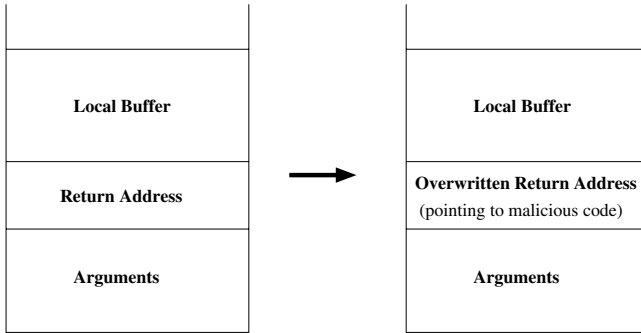 Local Buffer
Return Address
Arguments
Local Buffer
Overwritten Return Address
(pointing to malicious code)
Arguments